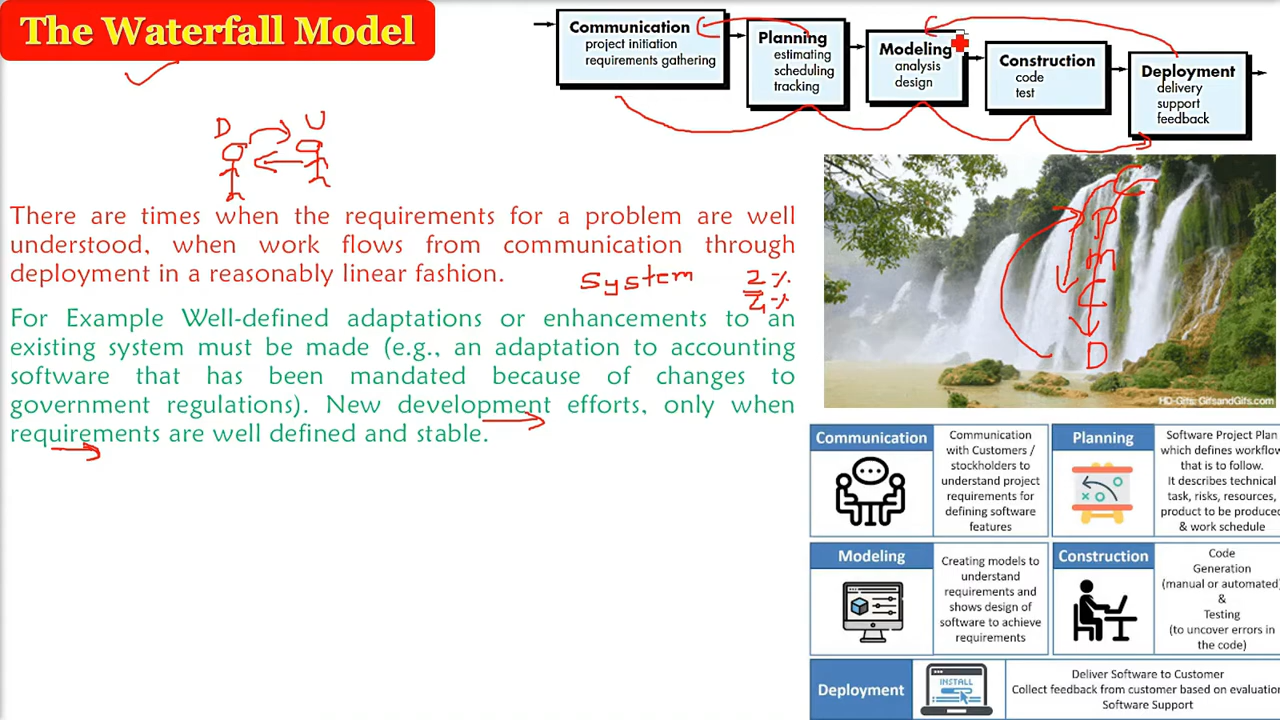 The Waterfall Model
Communication
project initiation
requirements gathering
Planning
estimating
scheduling
tracking
Modeling
analysis
design
Construction
code
test
Deployment
delivery
support
feedback
D U
There are times when the requirements for a problem are well
understood, when work flows from communication through
deployment in a reasonably linear fashion.
System
2%
For Example Well-defined adaptations or enhancements to an
existing system must be made (e.g., an adaptation to accounting
software that has been mandated because of changes to
government regulations). New development efforts, only when
requirements are well defined and stable.
C
P
m
C
D
HD-Gifs: GifsandGifs.com
Communication
Communication
with Customers /
stockholders to
understand project
requirements for
defining software
features
Planning
Software Project Plan
which defines workflow
that is to follow.
It describes technical
task, risks, resources,
product to be produced
& work schedule
Modeling
Creating models to
understand
requirements and
shows design of
software to achieve
requirements
Construction
Code
Generation
(manual or automated)
&
Testing
(to uncover errors in
the code)
Deployment
INSTALL
Deliver Software to Customer
Collect feedback from customer based on evaluation
Software Support